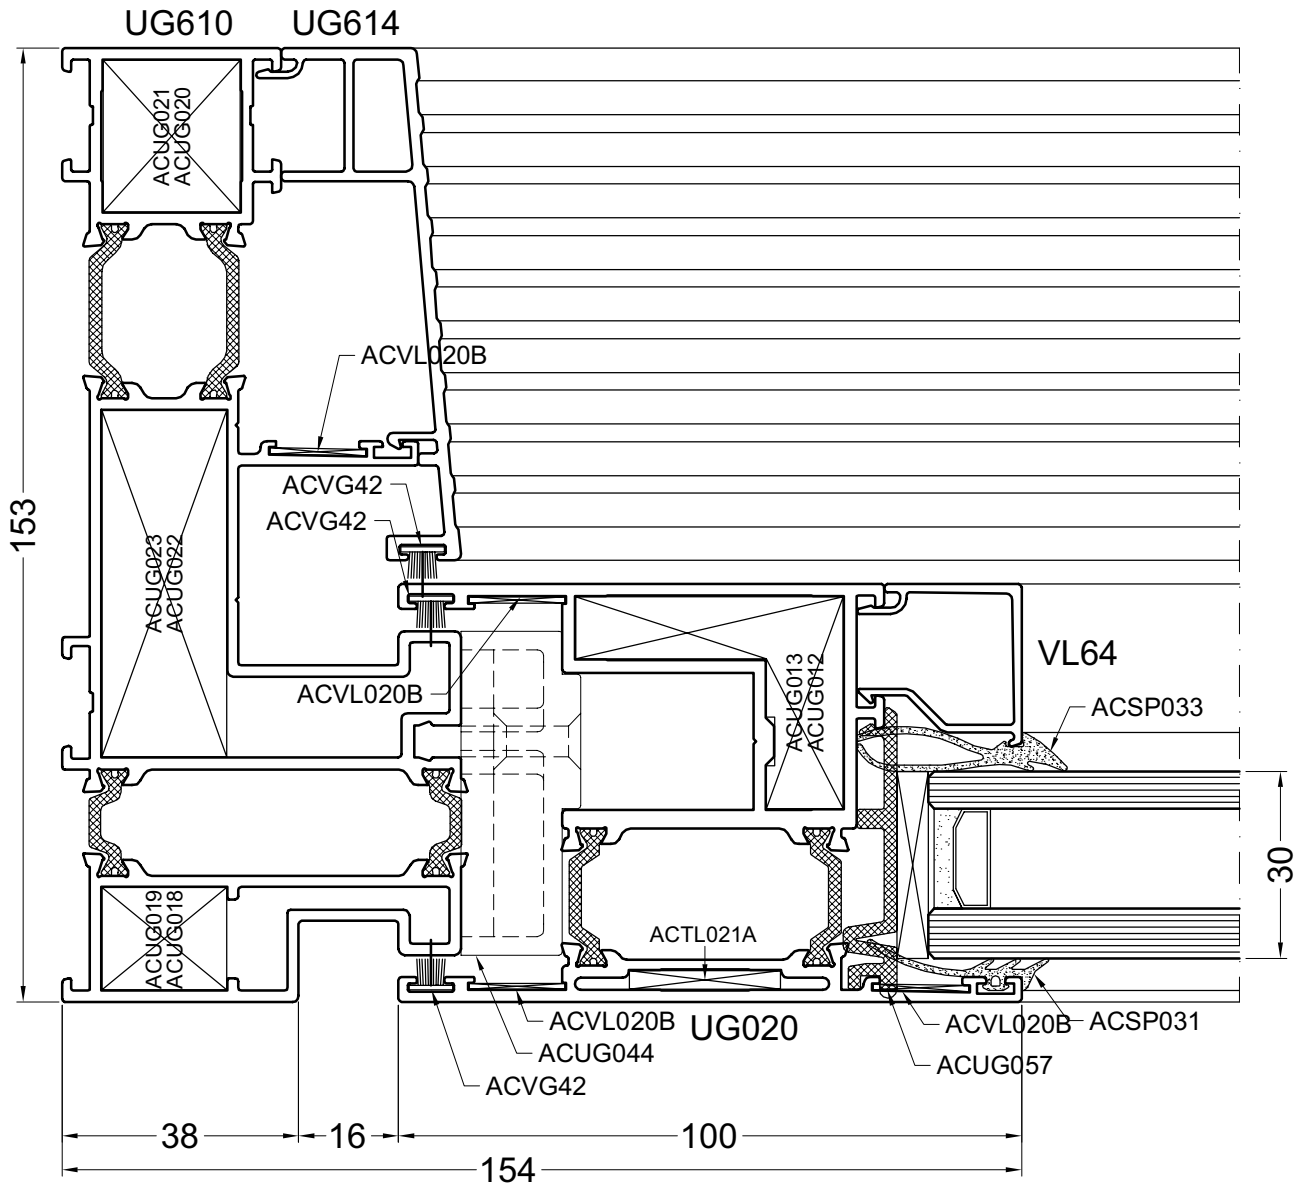 UG610
UG614
ACUG021
ACUG020
ACVL020B
ACVG42
ACVG42
153
ACUG023
ACUG022
ACVL020B
ACUG013
ACUG012
VL64
ACSP033
30
ACUG019
ACUG018
ACTL021A
ACVL020B
UG020
ACVL020B
ACSP031
ACUG044
ACUG057
ACVG42
38
16
100
154